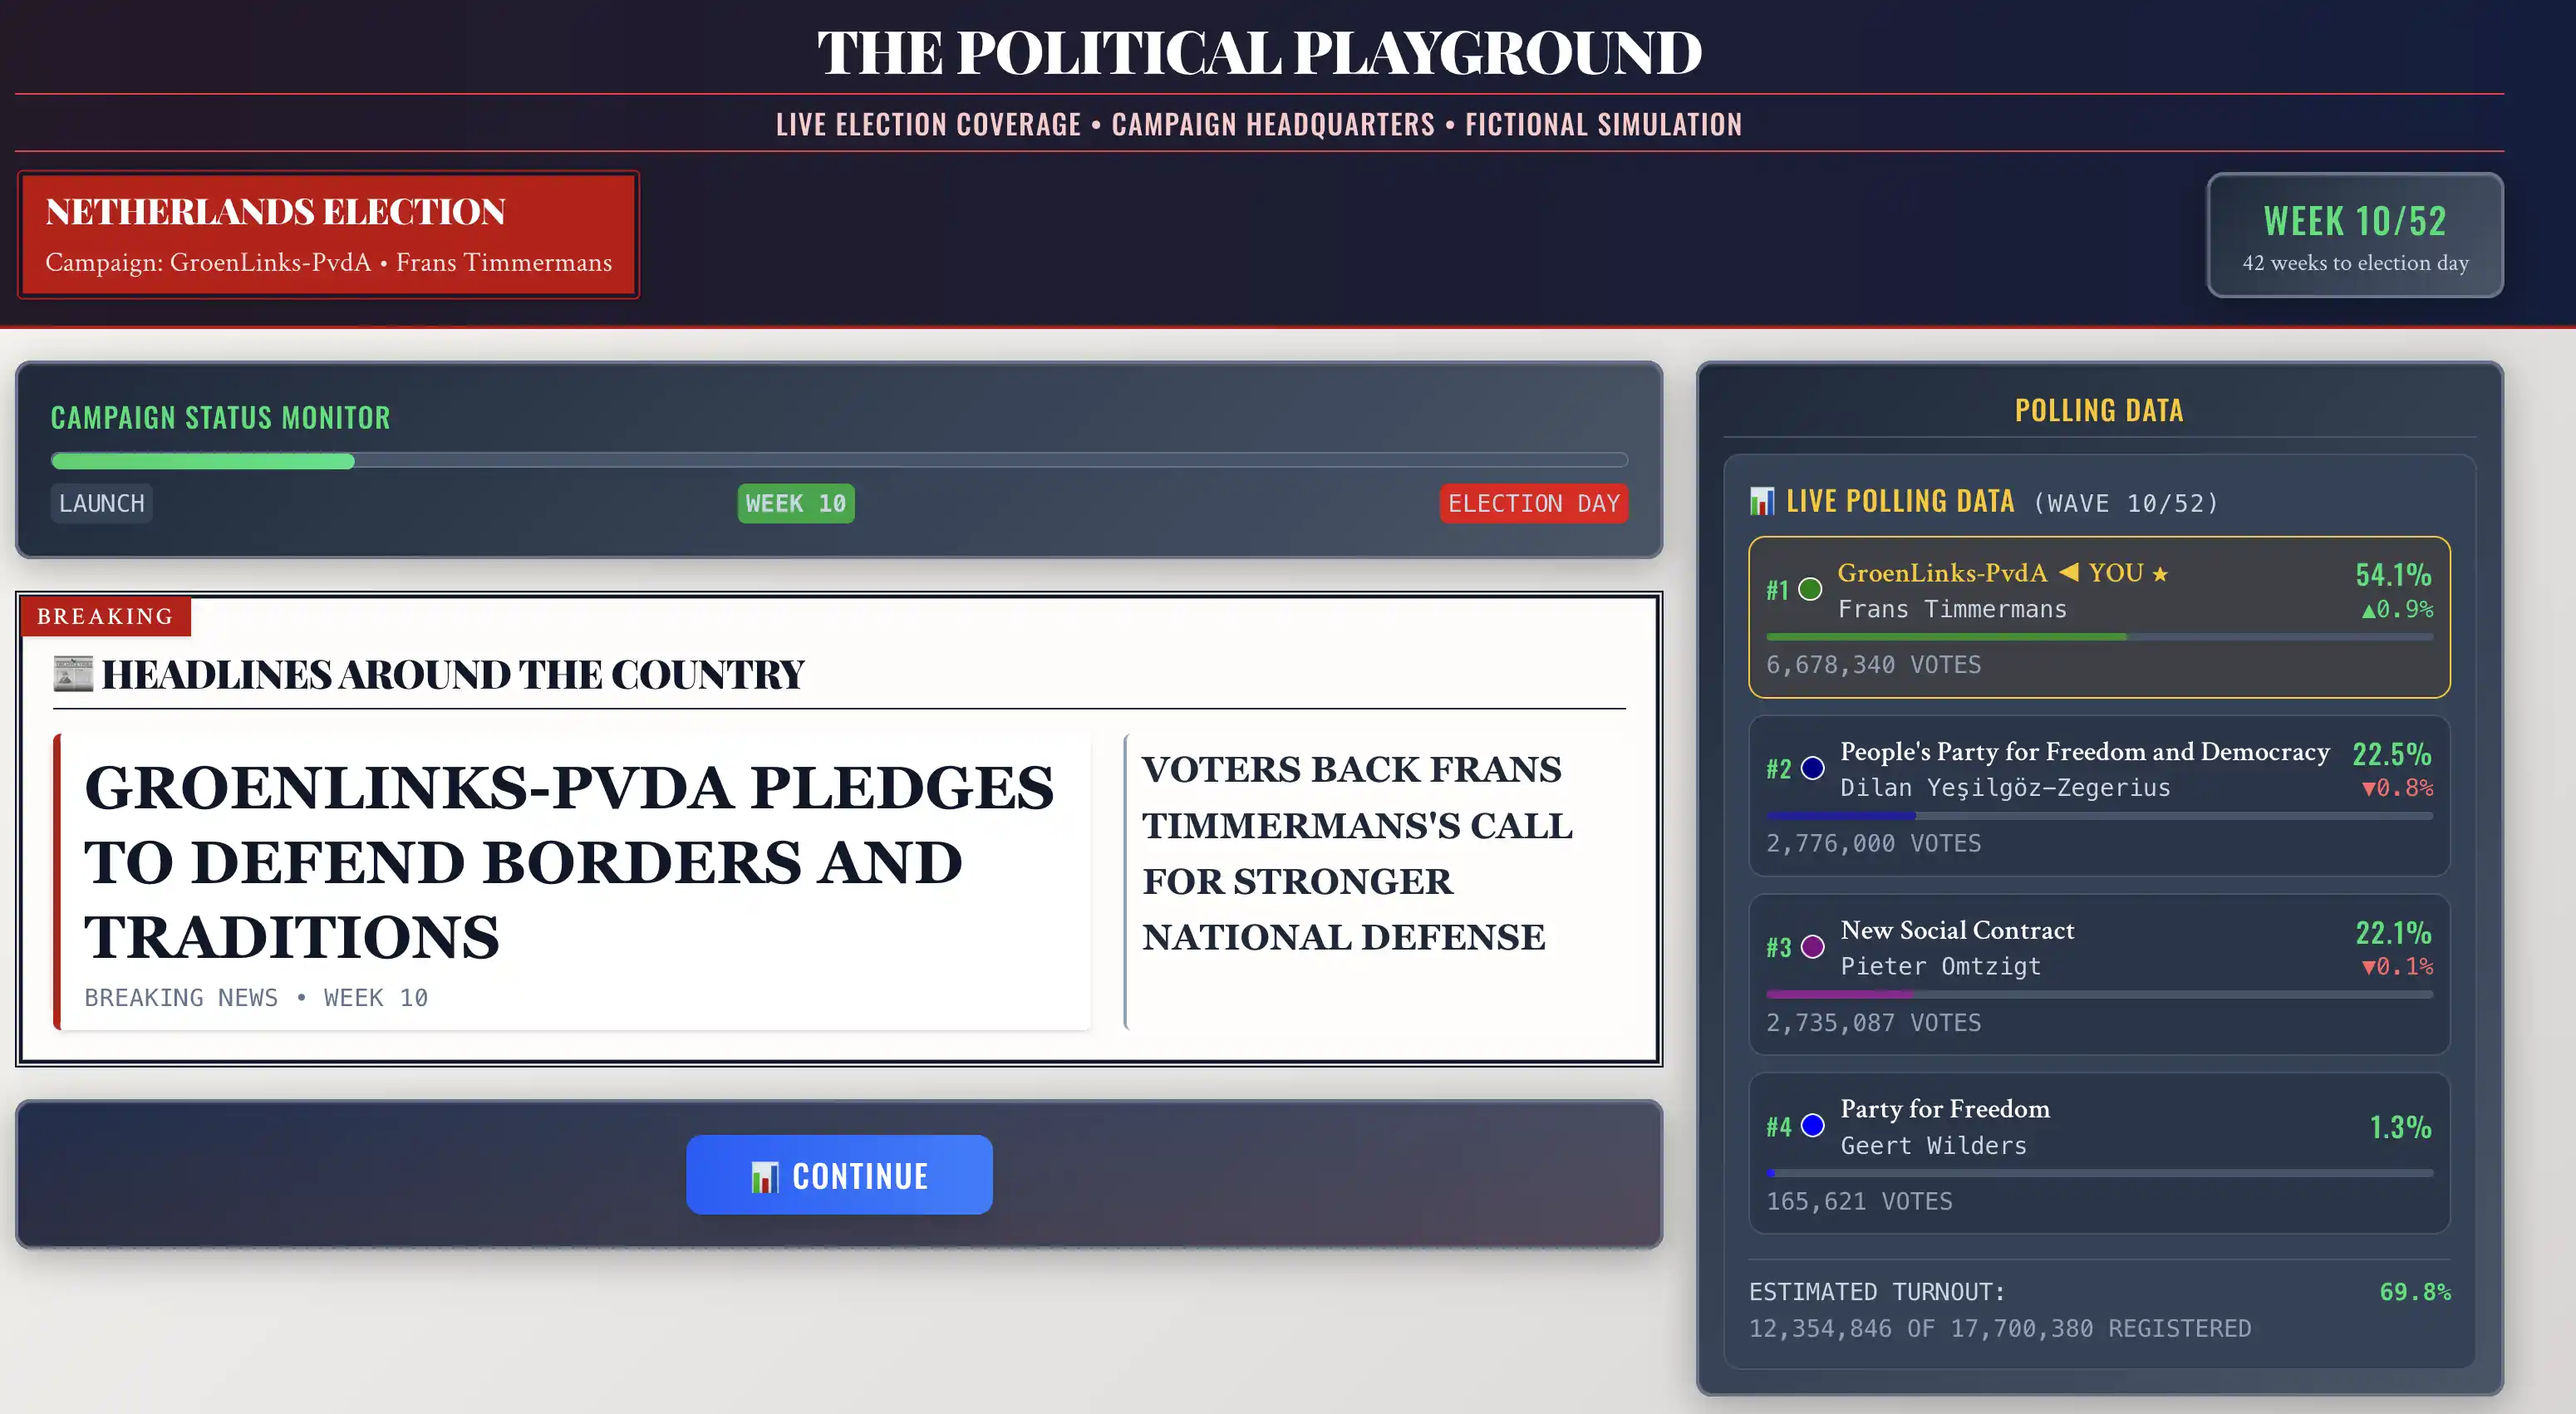 THE POLITICAL PLAYGROUND
LIVE ELECTION COVERAGE • CAMPAIGN HEADQUARTERS • FICTIONAL SIMULATION
NETHERLANDS ELECTION
Campaign: GroenLinks-PvdA • Frans Timmermans
WEEK 10/52
42 weeks to election day
CAMPAIGN STATUS MONITOR
LAUNCH
WEEK 10
ELECTION DAY
BREAKING
HEADLINES AROUND THE COUNTRY
GROENLINKS-PVDA PLEDGES
TO DEFEND BORDERS AND
TRADITIONS
BREAKING NEWS • WEEK 10
VOTERS BACK FRANS
TIMMERMANS'S CALL
FOR STRONGER
NATIONAL DEFENSE
CONTINUE
POLLING DATA
LIVE POLLING DATA (WAVE 10/52)
#1 GroenLinks-PvdA ◀ YOU ★ 54.1%
Frans Timmermans ▲0.9%
6,678,340 VOTES
#2 People's Party for Freedom and Democracy 22.5%
Dilan Yeşilgöz–Zegerius ▼0.8%
2,776,000 VOTES
#3 New Social Contract 22.1%
Pieter Omtzigt ▼0.1%
2,735,087 VOTES
#4 Party for Freedom 1.3%
Geert Wilders
165,621 VOTES
ESTIMATED TURNOUT: 69.8%
12,354,846 OF 17,700,380 REGISTERED